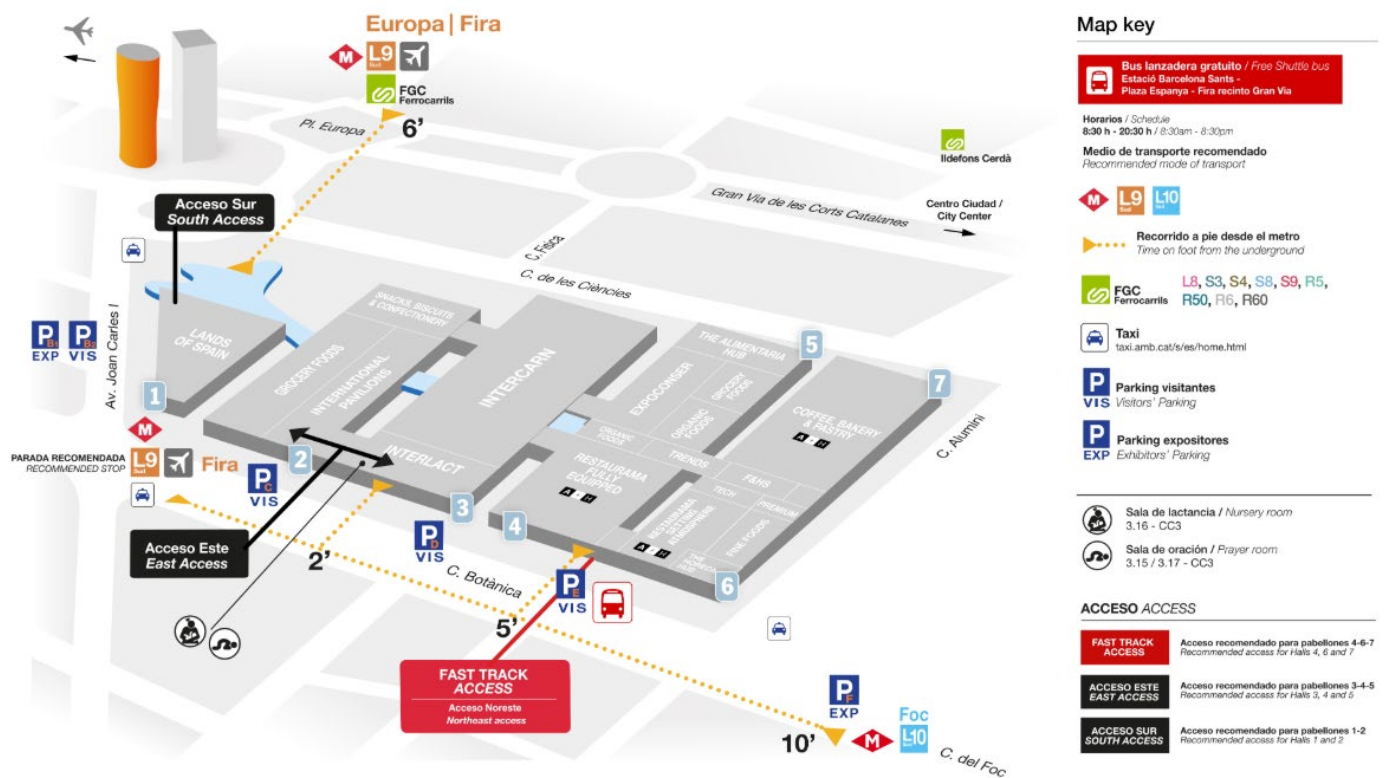 Europa | Fira
M L9 Sud
FGC
Ferrocarrils
6'
Pl. Europa
Ildefons Cerdà
Gran Via de les Corts Catalanes
Centro Ciudad /
City Center
C. Física
C. de les Ciències
Acceso Sur
South Access
Av. Joan Carles I
P B1
EXP
P B2
VIS
LANDS
OF SPAIN
1
SNACKS, BISCUITS
& CONFECTIONERY
GROCERY FOODS
INTERNATIONAL
PAVILIONS
2
INTERCARN
INTERLACT
3
THE ALIMENTARIA
HUB
5
EXPOCONSER
GROCERY
FOODS
ORGANIC
FOODS
ORGANIC
FOODS
TRENDS
RESTAURAMA
FULLY
EQUIPPED
4
COFFEE, BAKERY
& PASTRY
7
F&HS
TECH
PREMIUM
RESTAURAMA
SETTING
ATMOSPHERE
FINE FOODS
THE HORECA
HUB
6
C. Alumini
M
PARADA RECOMENDADA
RECOMMENDED STOP
L9 Sud
Fira
P C
VIS
P D
VIS
P E
VIS
Acceso Este
East Access
2'
C. Botànica
5'
FAST TRACK
ACCESS
Acceso Noreste
Northeast access
P F
EXP
10'
M
Foc
L10
C. del Foc
Map key
Bus lanzadera gratuito / Free Shuttle bus
Estació Barcelona Sants -
Plaza Espanya - Fira recinto Gran Via
Horarios / Schedule
8:30 h - 20:30 h / 8:30am - 8:30pm
Medio de transporte recomendado
Recommended mode of transport
M L9 Sud L10
Recorrido a pie desde el metro
Time on foot from the underground
FGC
Ferrocarrils
L8, S3, S4, S8, S9, R5,
R50, R6, R60
Taxi
taxi.amb.cat/s/es/home.html
P
VIS
Parking visitantes
Visitors' Parking
P
EXP
Parking expositores
Exhibitors' Parking
Sala de lactancia / Nursery room
3.16 - CC3
Sala de oración / Prayer room
3.15 / 3.17 - CC3
ACCESO ACCESS
FAST TRACK
ACCESS
Acceso recomendado para pabellones 4-6-7
Recommended access for Halls 4, 6 and 7
ACCESO ESTE
EAST ACCESS
Acceso recomendado para pabellones 3-4-5
Recommended access for Halls 3, 4 and 5
ACCESO SUR
SOUTH ACCESS
Acceso recomendado para pabellones 1-2
Recommended access for Halls 1 and 2